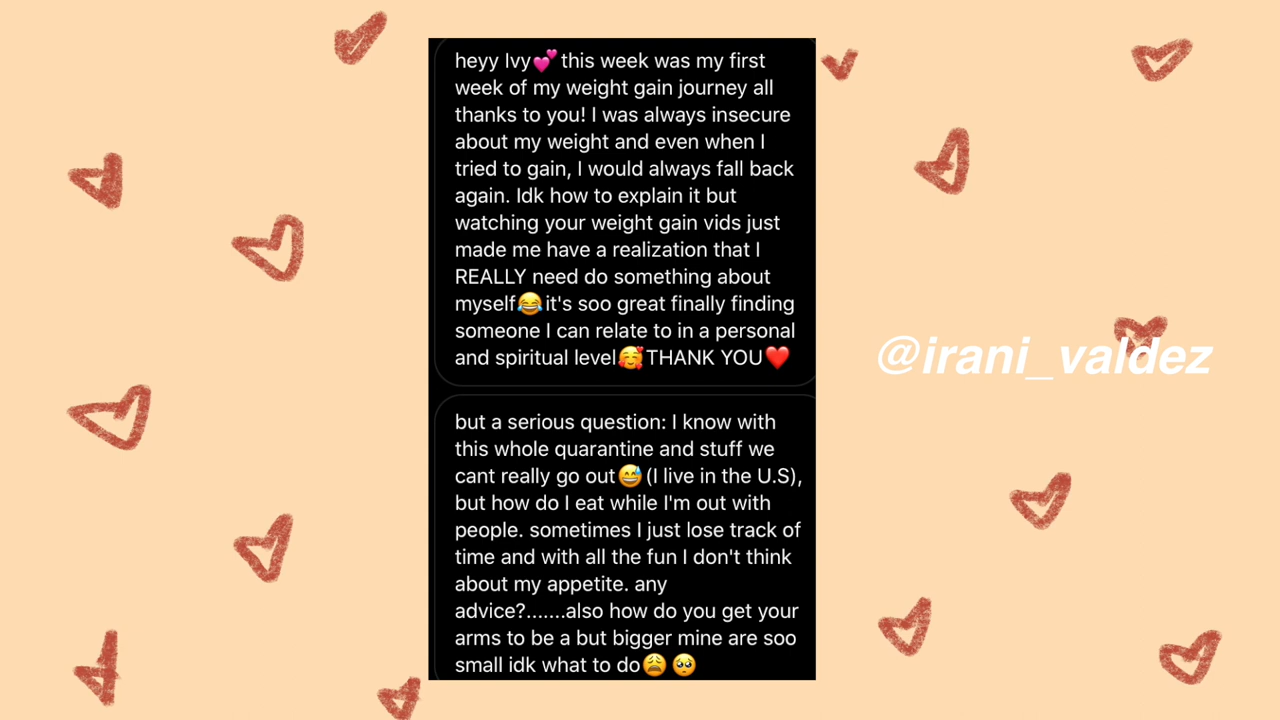 heyy Ivy💕this week was my first
week of my weight gain journey all
thanks to you! I was always insecure
about my weight and even when I
tried to gain, I would always fall back
again. Idk how to explain it but
watching your weight gain vids just
made me have a realization that I
REALLY need do something about
myself😂it's soo great finally finding
someone I can relate to in a personal
and spiritual level🥰THANK YOU❤️
but a serious question: I know with
this whole quarantine and stuff we
cant really go out😅(I live in the U.S),
but how do I eat while I'm out with
people. sometimes I just lose track of
time and with all the fun I don't think
about my appetite. any
advice?.......also how do you get your
arms to be a but bigger mine are soo
small idk what to do😩🥺
@irani_valdez